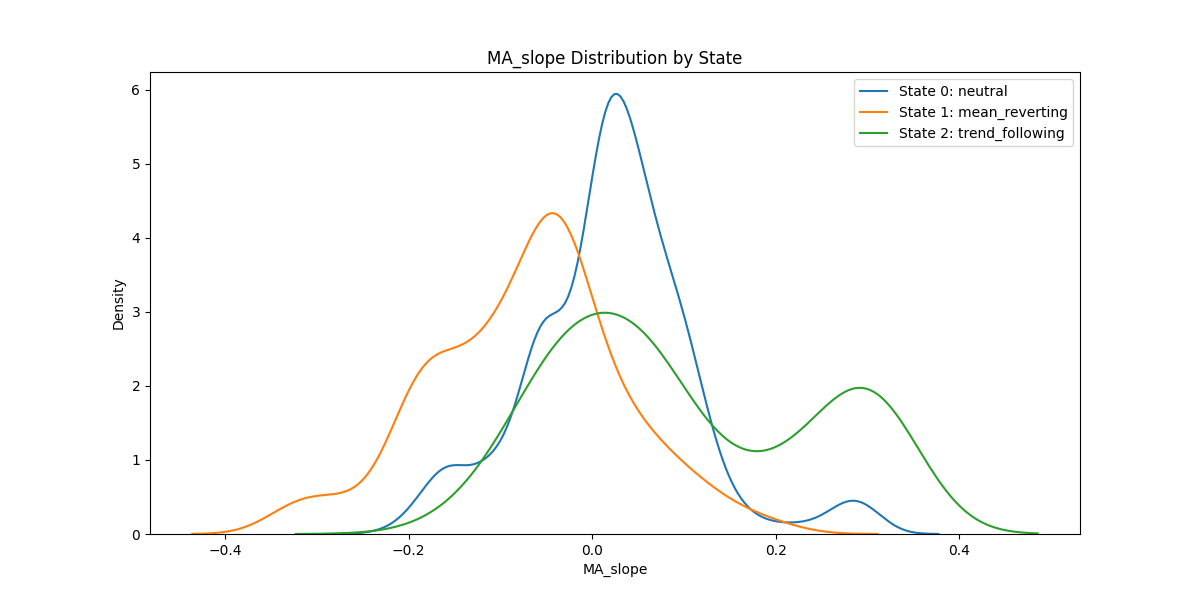 MA_slope Distribution by State
State 0: neutral
State 1: mean_reverting
State 2: trend_following
Density
6
5
4
3
2
1
0
−0.4 −0.2 0.0 0.2 0.4
MA_slope